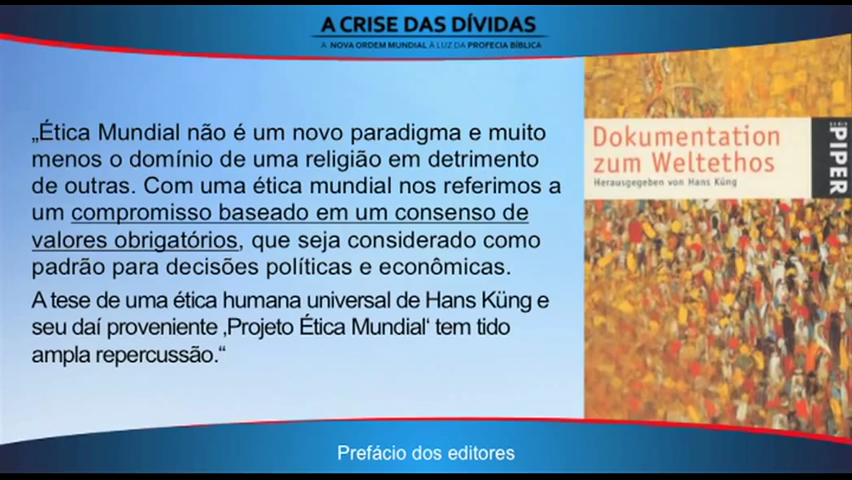 A CRISE DAS DÍVIDAS
A NOVA ORDEM MUNDIAL À LUZ DA PROFECIA BÍBLICA
„Ética Mundial não é um novo paradigma e muito
menos o domínio de uma religião em detrimento
de outras. Com uma ética mundial nos referimos a
um compromisso baseado em um consenso de
valores obrigatórios, que seja considerado como
padrão para decisões políticas e econômicas.
A tese de uma ética humana universal de Hans Küng e
seu daí proveniente ‚Projeto Ética Mundial‘ tem tido
ampla repercussão.“
Dokumentation
zum Weltethos
Herausgegeben von Hans Küng
SERIE
PIPER
Prefácio dos editores